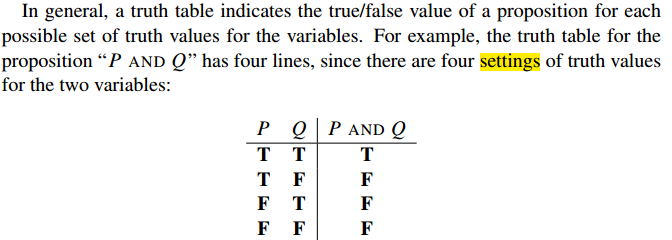 In general, a truth table indicates the true/false value of a proposition for each
possible set of truth values for the variables. For example, the truth table for the
proposition “P AND Q” has four lines, since there are four settings of truth values
for the two variables:
P Q P AND Q
T T T
T F F
F T F
F F F